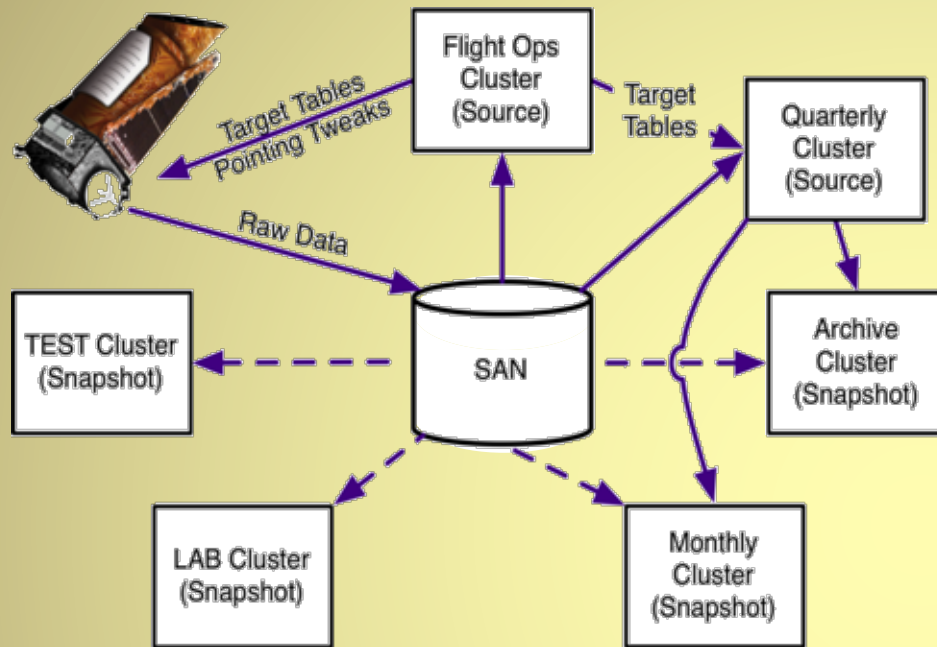 Flight Ops
Cluster
(Source)
Target Tables
Pointing Tweaks
Target
Tables
Quarterly
Cluster
(Source)
Raw Data
TEST Cluster
(Snapshot)
SAN
Archive
Cluster
(Snapshot)
LAB Cluster
(Snapshot)
Monthly
Cluster
(Snapshot)